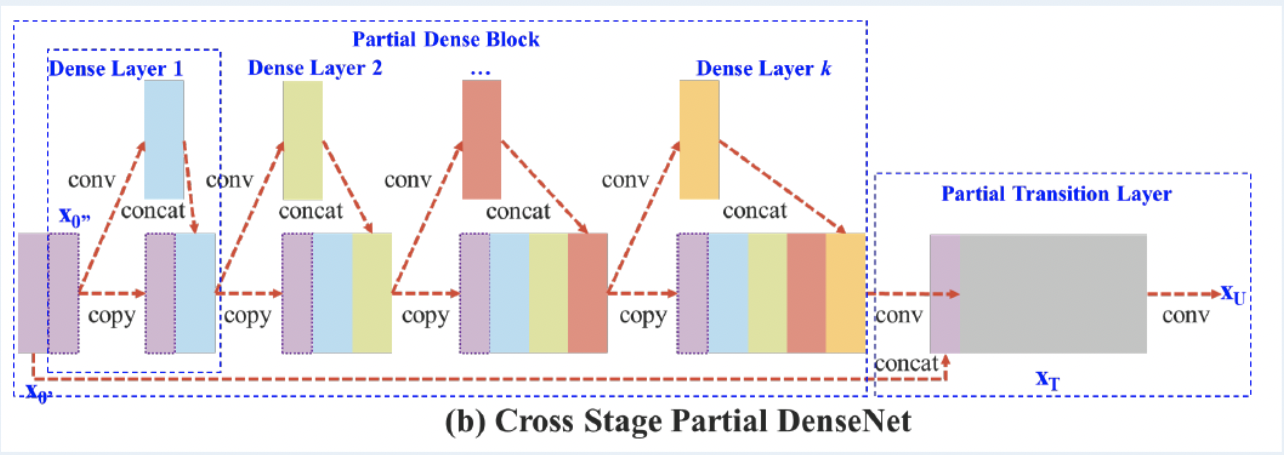 Partial Dense Block
Dense Layer 1
Dense Layer 2
...
Dense Layer k
conv
conv
conv
conv
Partial Transition Layer
x0''
concat
concat
concat
concat
copy
copy
copy
copy
conv
conv
xU
concat
x0'
xT
(b) Cross Stage Partial DenseNet